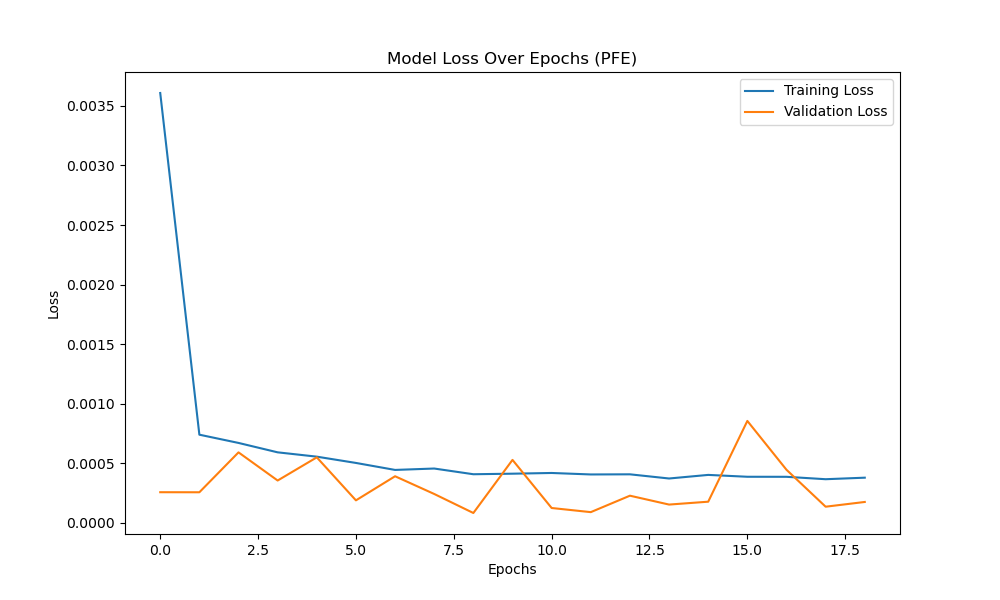 Model Loss Over Epochs (PFE)
Training Loss
Validation Loss
Loss
0.0035
0.0030
0.0025
0.0020
0.0015
0.0010
0.0005
0.0000
0.0 2.5 5.0 7.5 10.0 12.5 15.0 17.5
Epochs